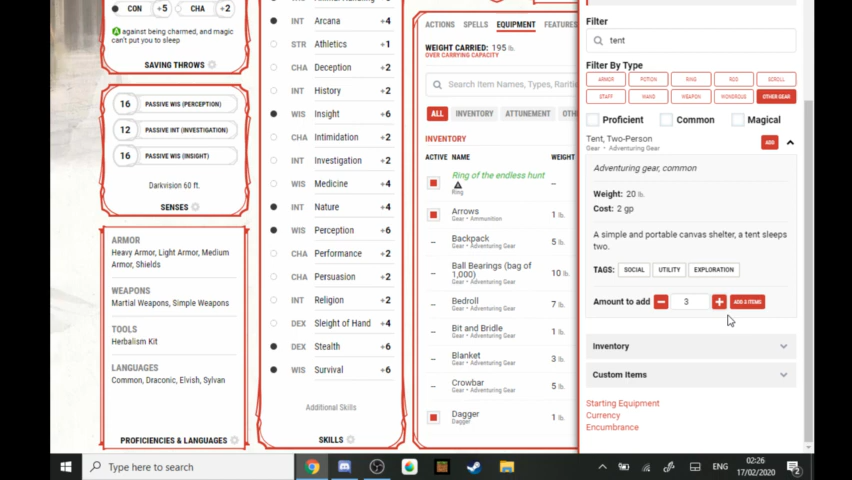 CON +5 CHA +2
against being charmed, and magic
can't put you to sleep
SAVING THROWS
16 PASSIVE WIS (PERCEPTION)
12 PASSIVE INT (INVESTIGATION)
16 PASSIVE WIS (INSIGHT)
Darkvision 60 ft.
SENSES
ARMOR
Heavy Armor, Light Armor, Medium
Armor, Shields
WEAPONS
Martial Weapons, Simple Weapons
TOOLS
Herbalism Kit
LANGUAGES
Common, Draconic, Elvish, Sylvan
PROFICIENCIES & LANGUAGES
INT Arcana +4
STR Athletics +1
CHA Deception +2
INT History +2
WIS Insight +6
CHA Intimidation +2
INT Investigation +2
WIS Medicine +4
INT Nature +4
WIS Perception +6
CHA Performance +2
CHA Persuasion +2
INT Religion +2
DEX Sleight of Hand +4
DEX Stealth +6
WIS Survival +6
Additional Skills
SKILLS
ACTIONS SPELLS EQUIPMENT FEATURES
WEIGHT CARRIED: 195 lb.
OVER CARRYING CAPACITY
Search Item Names, Types, Rarities
ALL INVENTORY ATTUNEMENT
INVENTORY
ACTIVE NAME WEIGHT
Ring of the endless hunt –
Ring
Arrows 1 lb.
Gear • Ammunition
– Backpack 5 lb.
Gear • Adventuring Gear
– Ball Bearings (bag of 10 lb.
1,000)
Gear • Adventuring Gear
– Bedroll 7 lb.
Gear • Adventuring Gear
– Bit and Bridle 1 lb.
Gear • Adventuring Gear
– Blanket 3 lb.
Gear • Adventuring Gear
– Crowbar 5 lb.
Gear • Adventuring Gear
Dagger 1 lb.
Dagger
Filter
tent
Filter By Type
ARMOR POTION RING ROD SCROLL
STAFF WAND WEAPON WONDROUS OTHER GEAR
Proficient Common Magical
Tent, Two-Person ADD
Gear • Adventuring Gear
Adventuring gear, common
Weight: 20 lb.
Cost: 2 gp
A simple and portable canvas shelter, a tent sleeps
two.
TAGS: SOCIAL UTILITY EXPLORATION
Amount to add 3 ADD 3 ITEMS
Inventory
Custom Items
Starting Equipment
Currency
Encumbrance
Type here to search
ENG
02:26
17/02/2020
2